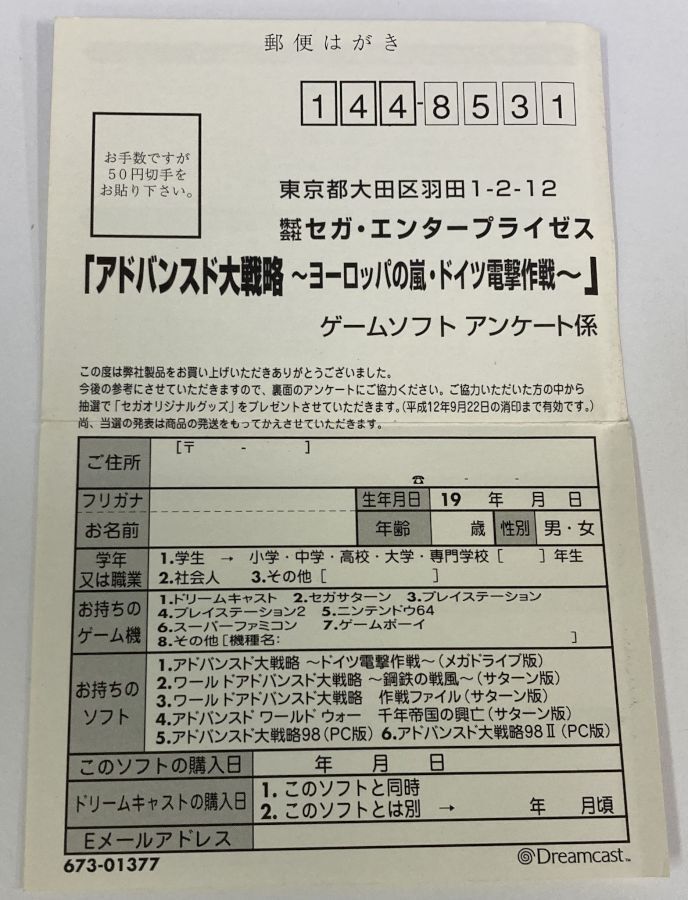 郵便はがき
144-8531
お手数ですが
50円切手を
お貼り下さい。
東京都大田区羽田1-2-12
株式会社 セガ・エンタープライゼス
「アドバンスド大戦略 ～ヨーロッパの嵐・ドイツ電撃作戦～」
ゲームソフト アンケート係
この度は弊社製品をお買い上げいただきありがとうございました。
今後の参考にさせていただきますので、裏面のアンケートにご協力ください。ご協力いただいた方の中から
抽選で「セガオリジナルグッズ」をプレゼントさせていただきます。(平成12年9月22日の消印まで有効です。)
尚、当選の発表は商品の発送をもってかえさせていただきます。
ご住所 [〒 - ]
☎ - -
フリガナ 生年月日 19 年 月 日
お名前 年齢 歳 性別 男・女
学年 又は職業
1.学生 → 小学・中学・高校・大学・専門学校 [ ] 年生
2.社会人 3.その他 [ ]
お持ちの ゲーム機
1.ドリームキャスト 2.セガサターン 3.プレイステーション
4.プレイステーション2 5.ニンテンドウ64
6.スーパーファミコン 7.ゲームボーイ
8.その他 [機種名: ]
お持ちの ソフト
1.アドバンスド大戦略 ～ドイツ電撃作戦～(メガドライブ版)
2.ワールドアドバンスド大戦略 ～鋼鉄の戦風～(サターン版)
3.ワールドアドバンスド大戦略 作戦ファイル(サターン版)
4.アドバンスド ワールド ウォー 千年帝国の興亡(サターン版)
5.アドバンスド大戦略98(PC版) 6.アドバンスド大戦略98Ⅱ(PC版)
このソフトの購入日 年 月 日
ドリームキャストの購入日
1. このソフトと同時
2. このソフトとは別 → 年 月頃
Eメールアドレス
673-01377
Dreamcast™